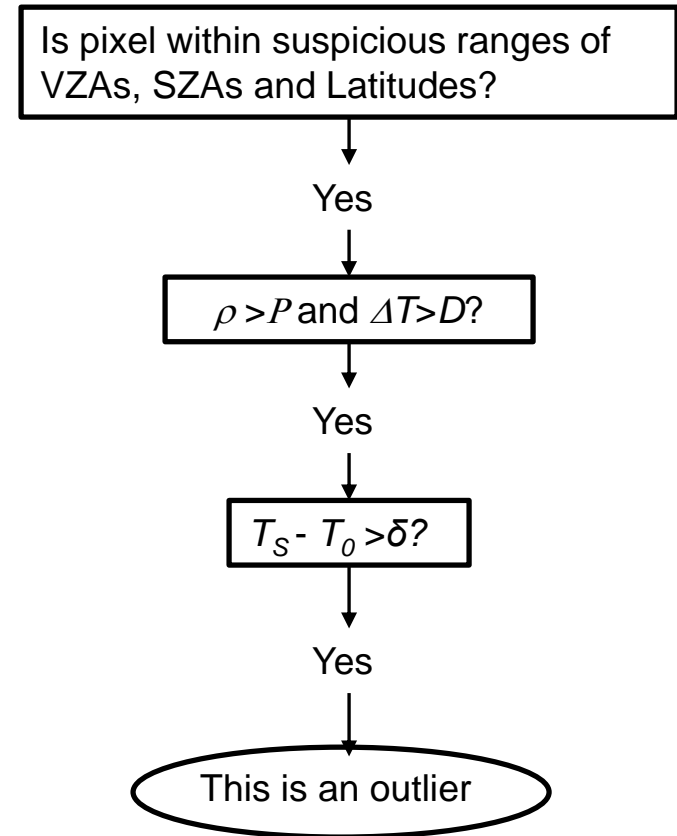 Is pixel within suspicious ranges of
VZAs, SZAs and Latitudes?
Yes
ρ >P and ΔT>D?
Yes
T_S - T_0 >δ?
Yes
This is an outlier